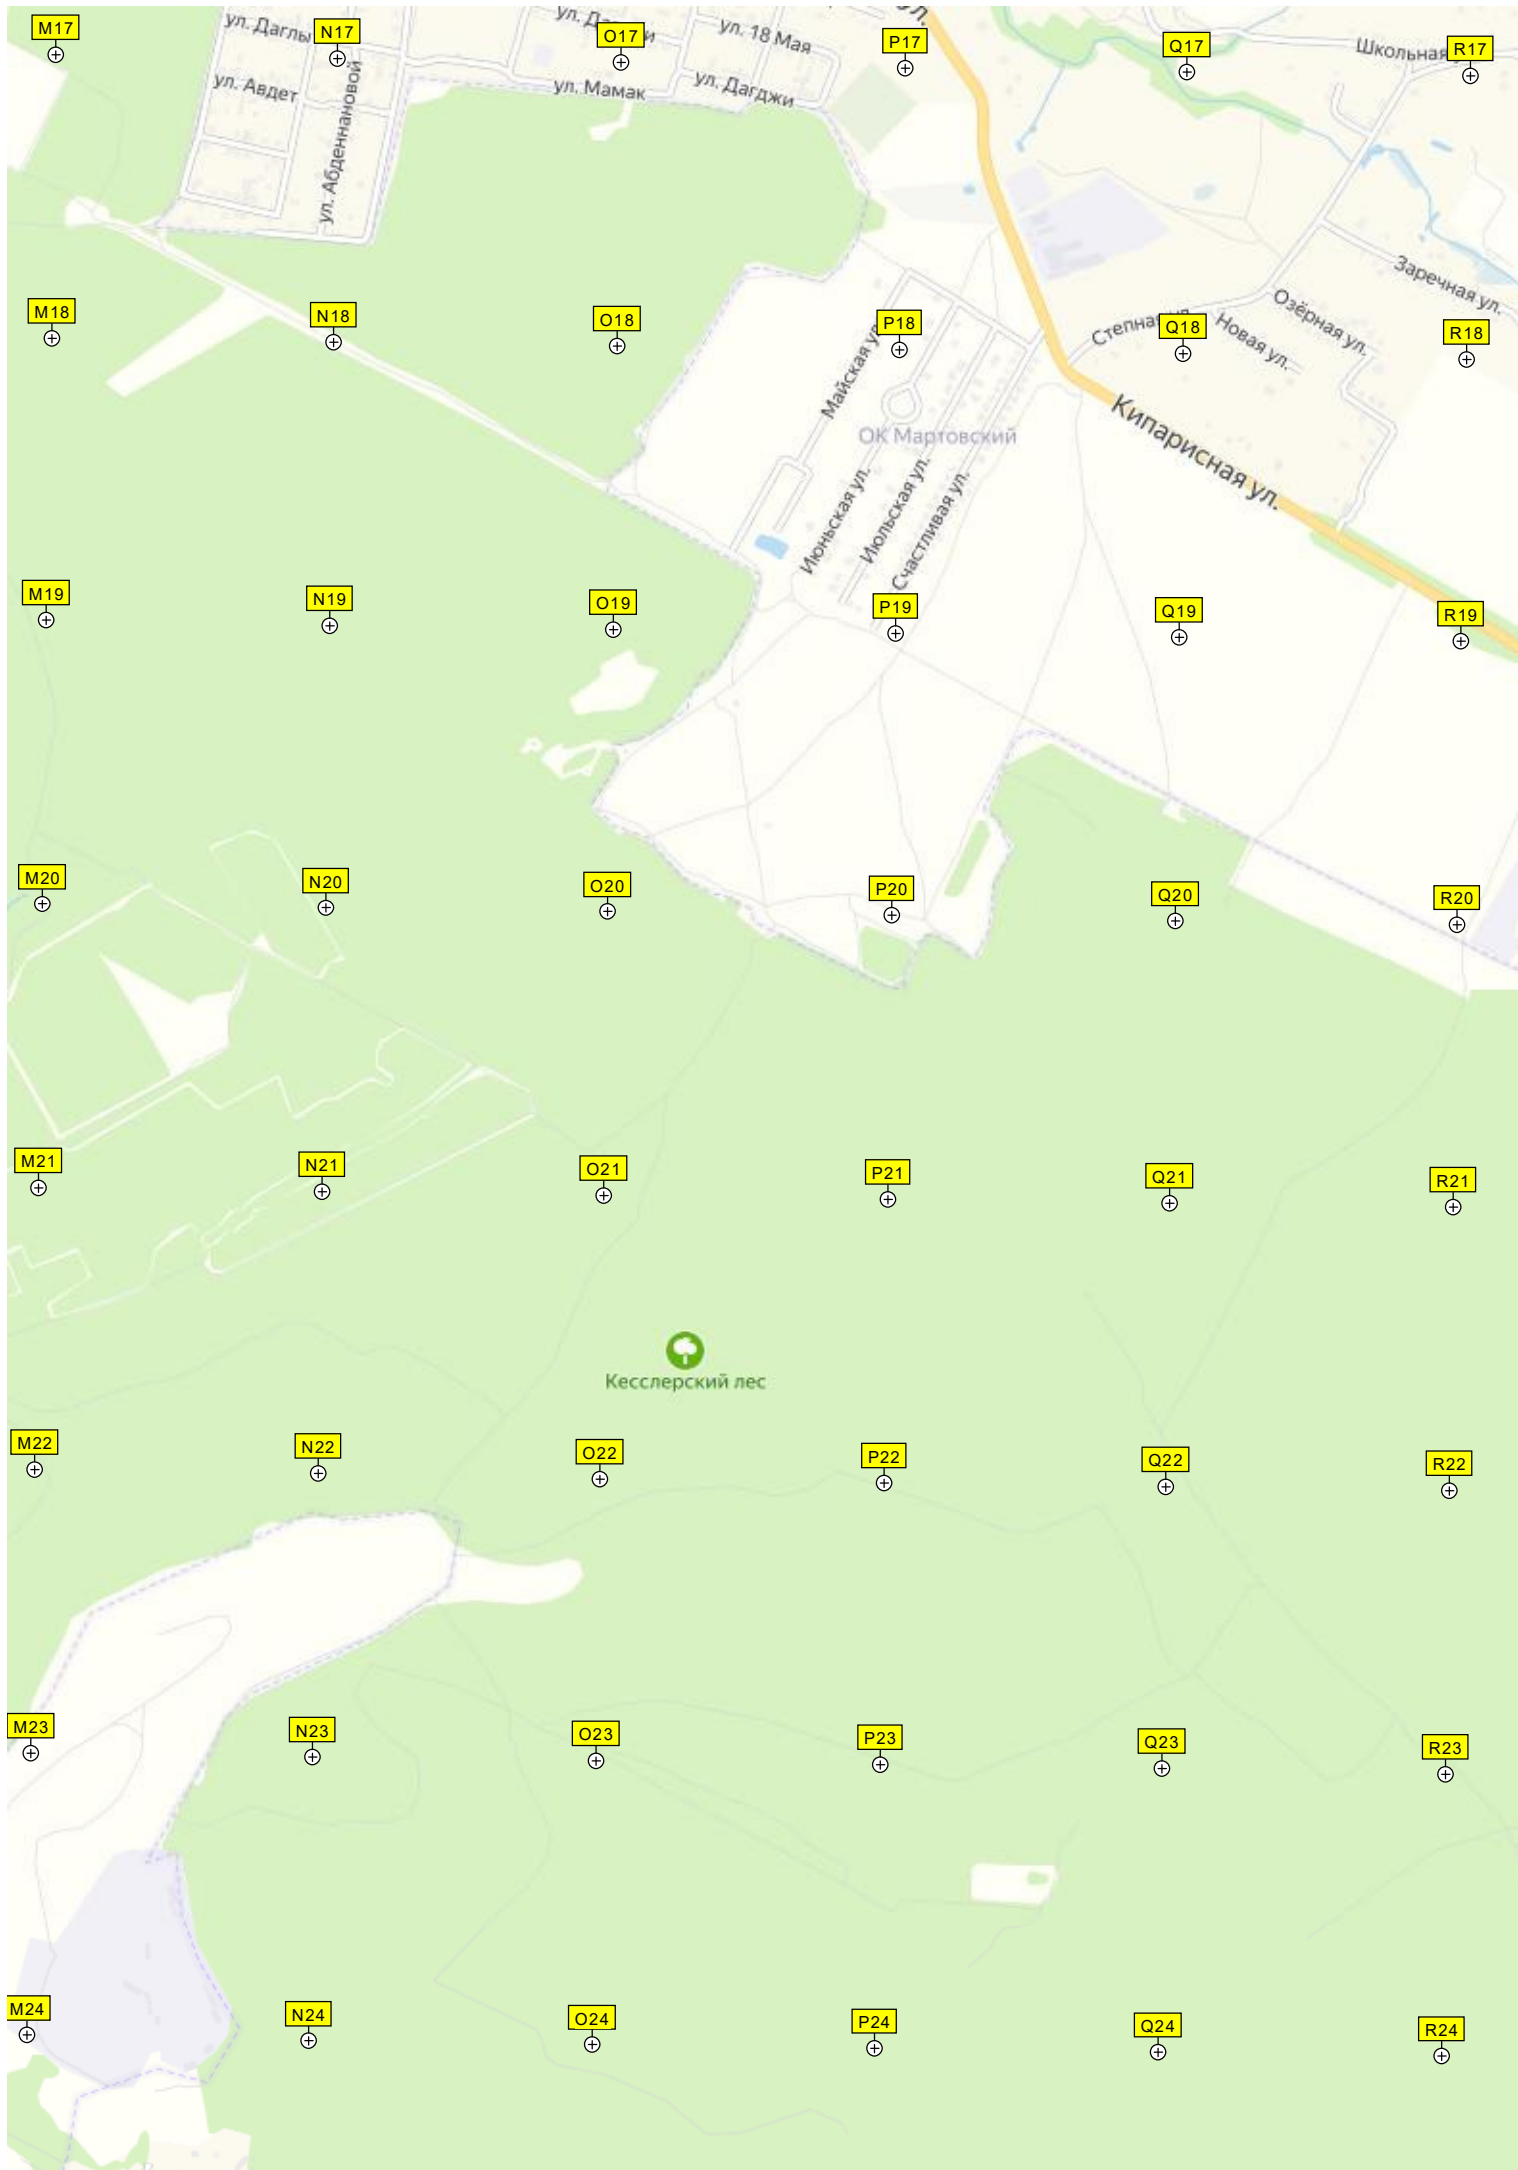 M17
N17
O17
P17
Q17
R17
ул. Даглы
ул. 18 Мая
ул.
Школьная
ул. Авдет
ул. Мамак
ул. Дагджи
ул. Абденнановой
Заречная ул.
Озёрная ул.
M18
N18
O18
P18
Q18
R18
Степная
Новая ул.
Майская ул.
Кипарисная ул.
ОК Мартовский
Июньская ул.
Июльская ул.
Счастливая ул.
M19
N19
O19
P19
Q19
R19
M20
N20
O20
P20
Q20
R20
M21
N21
O21
P21
Q21
R21
Кесслерский лес
M22
N22
O22
P22
Q22
R22
M23
N23
O23
P23
Q23
R23
M24
N24
O24
P24
Q24
R24